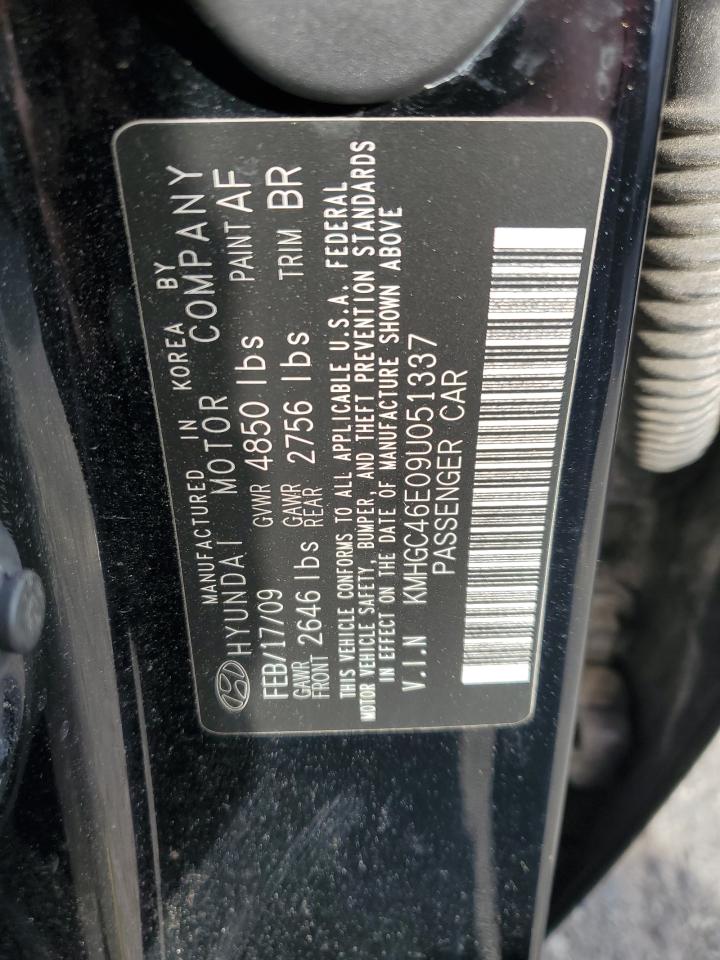 MANUFACTURED IN KOREA BY
HYUNDAI MOTOR COMPANY
FEB/17/09 GVWR 4850 lbs PAINT AF
GAWR FRONT 2646 lbs GAWR REAR 2756 lbs TRIM BR
THIS VEHICLE CONFORMS TO ALL APPLICABLE U.S.A. FEDERAL
MOTOR VEHICLE SAFETY, BUMPER, AND THEFT PREVENTION STANDARDS
IN EFFECT ON THE DATE OF MANUFACTURE SHOWN ABOVE
V.I.N KMHGC46E09U051337
PASSENGER CAR